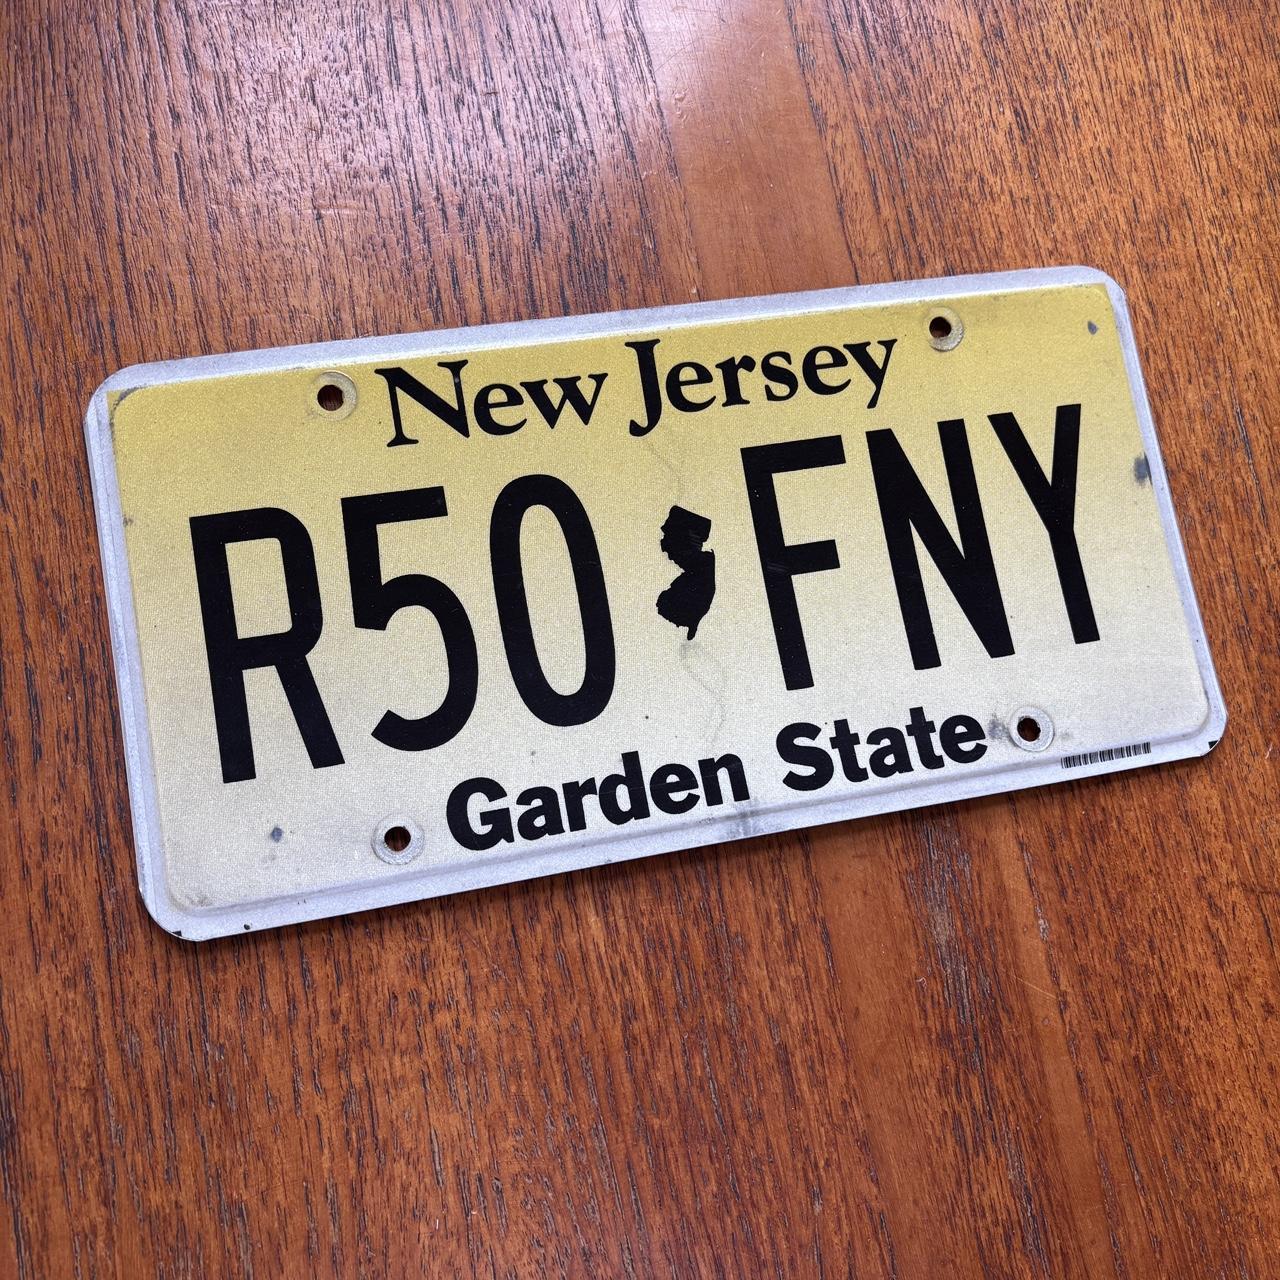 New Jersey
R50 FNY
Garden State